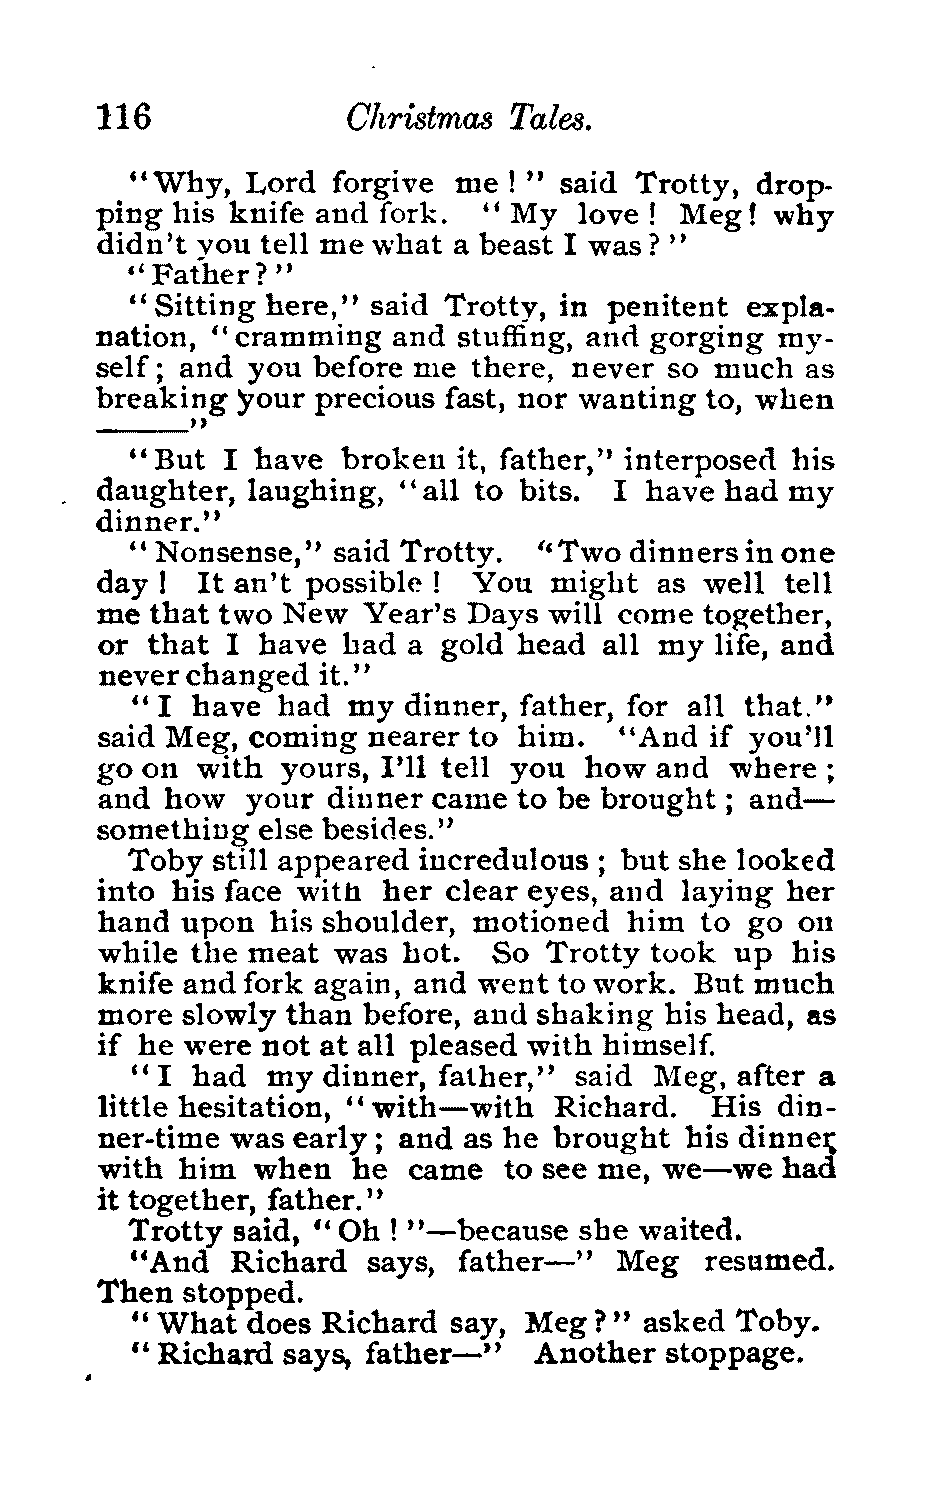 116 Christmas Tales.
"Why, Lord forgive me!" said Trotty, drop-
ping his knife and fork. "My love! Meg! why
didn't you tell me what a beast I was?"
"Father?"
"Sitting here," said Trotty, in penitent expla-
nation, "cramming and stuffing, and gorging my-
self; and you before me there, never so much as
breaking your precious fast, nor wanting to, when
———"
"But I have broken it, father," interposed his
daughter, laughing, "all to bits. I have had my
dinner."
"Nonsense," said Trotty. "Two dinners in one
day! It an't possible! You might as well tell
me that two New Year's Days will come together,
or that I have had a gold head all my life, and
never changed it."
"I have had my dinner, father, for all that."
said Meg, coming nearer to him. "And if you'll
go on with yours, I'll tell you how and where;
and how your dinner came to be brought; and—
something else besides."
Toby still appeared incredulous; but she looked
into his face with her clear eyes, and laying her
hand upon his shoulder, motioned him to go on
while the meat was hot. So Trotty took up his
knife and fork again, and went to work. But much
more slowly than before, and shaking his head, as
if he were not at all pleased with himself.
"I had my dinner, father," said Meg, after a
little hesitation, "with—with Richard. His din-
ner-time was early; and as he brought his dinner
with him when he came to see me, we—we had
it together, father."
Trotty said, "Oh!"—because she waited.
"And Richard says, father—" Meg resumed.
Then stopped.
"What does Richard say, Meg?" asked Toby.
"Richard says, father—" Another stoppage.